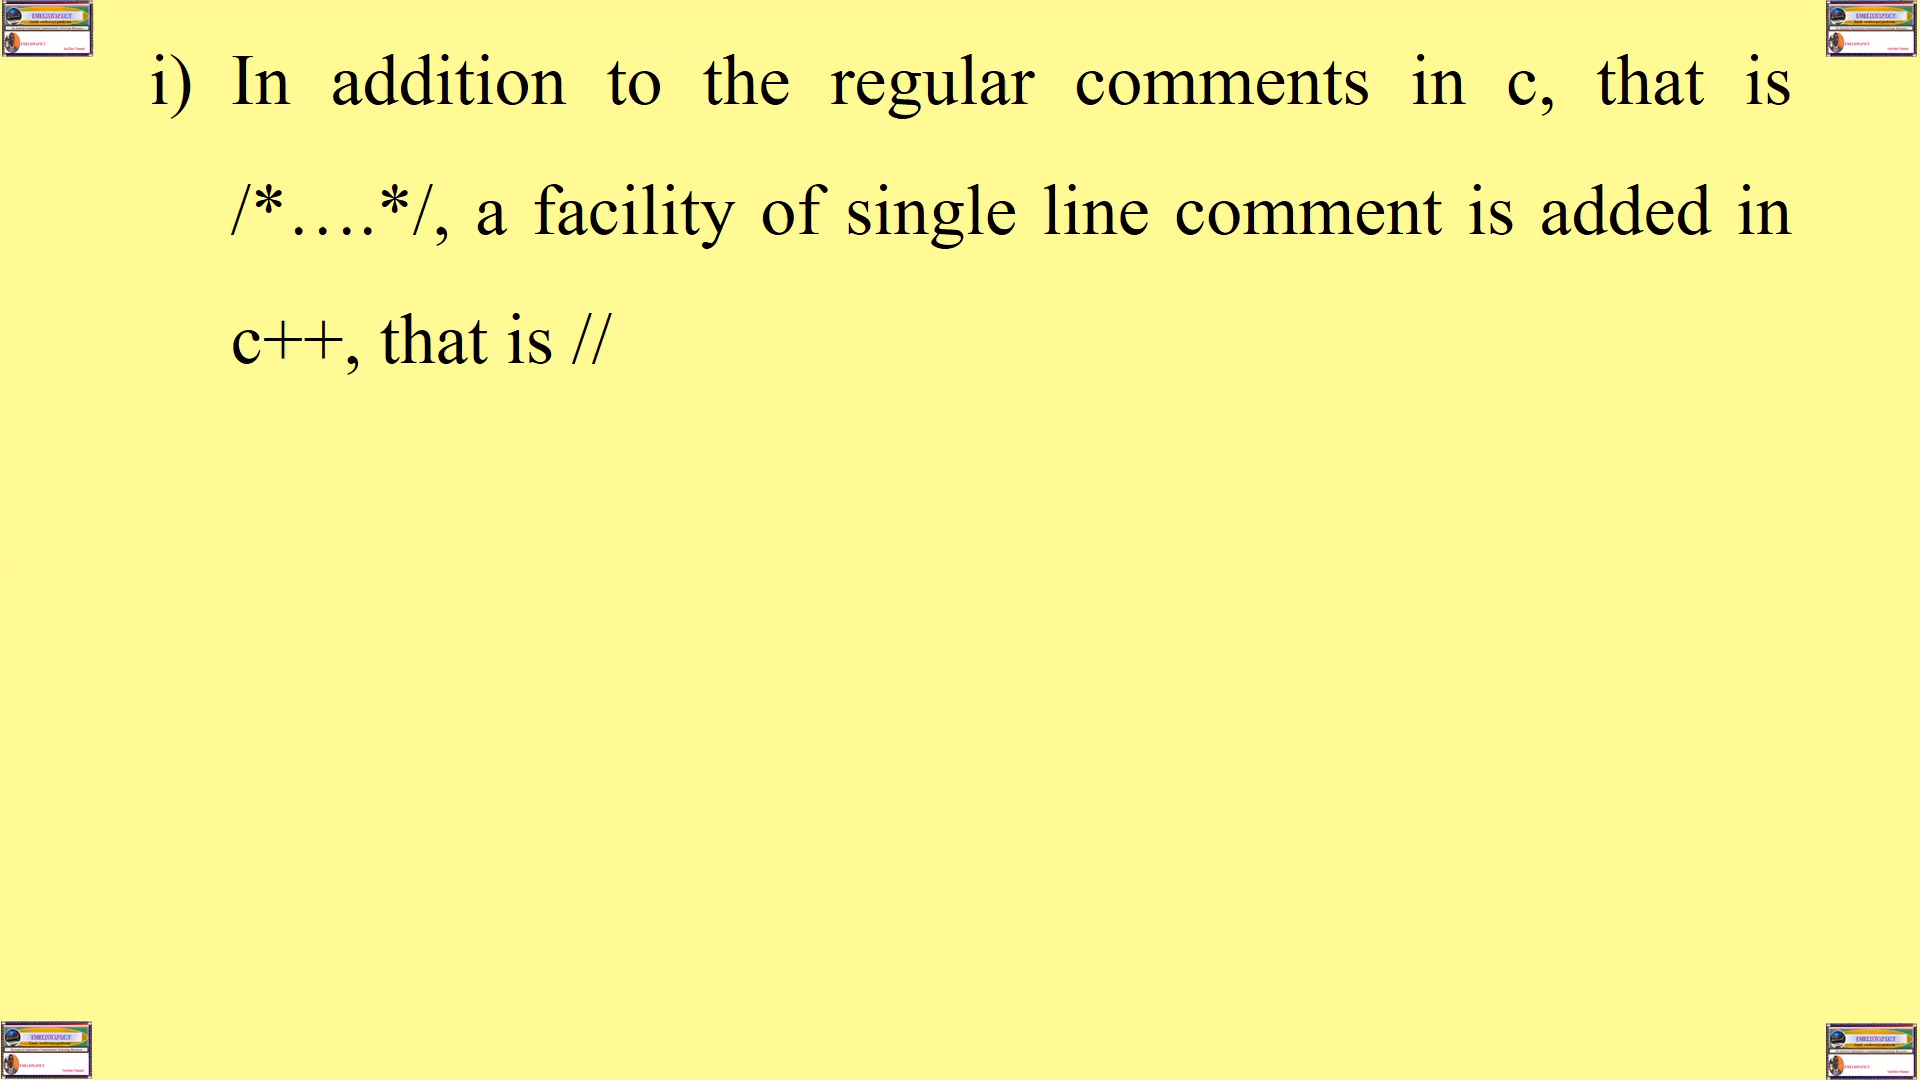 i) In addition to the regular comments in c, that is
/*….*/, a facility of single line comment is added in
c++, that is //